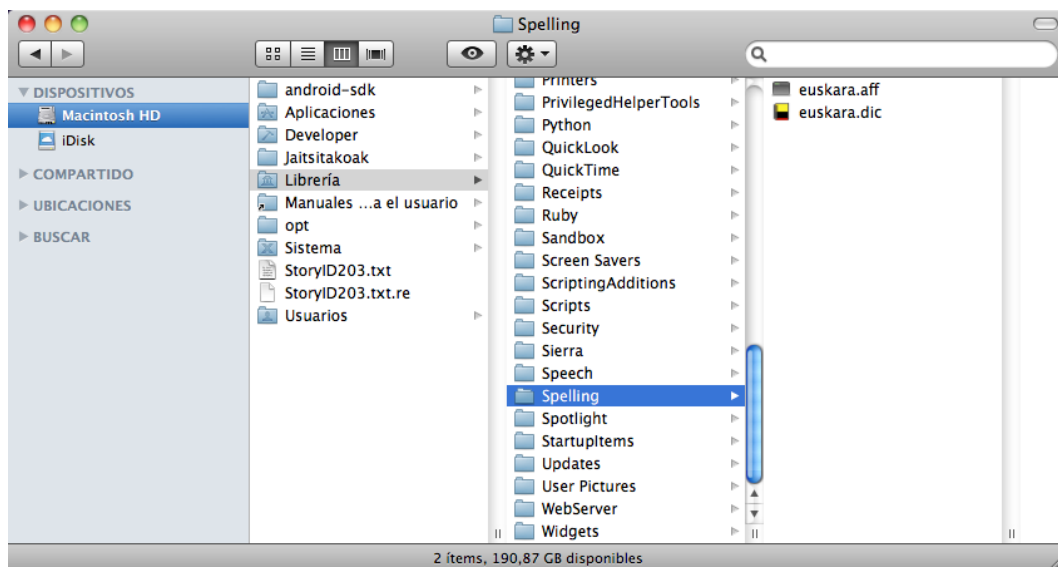 Spelling
DISPOSITIVOS
Macintosh HD
iDisk
COMPARTIDO
UBICACIONES
BUSCAR
android-sdk
Aplicaciones
Developer
Jaitsitakoak
Librería
Manuales ...a el usuario
opt
Sistema
StoryID203.txt
StoryID203.txt.re
Usuarios
Printers
PrivilegedHelperTools
Python
QuickLook
QuickTime
Receipts
Ruby
Sandbox
Screen Savers
ScriptingAdditions
Scripts
Security
Sierra
Speech
Spelling
Spotlight
StartupItems
Updates
User Pictures
WebServer
Widgets
euskara.aff
euskara.dic
2 ítems, 190,87 GB disponibles